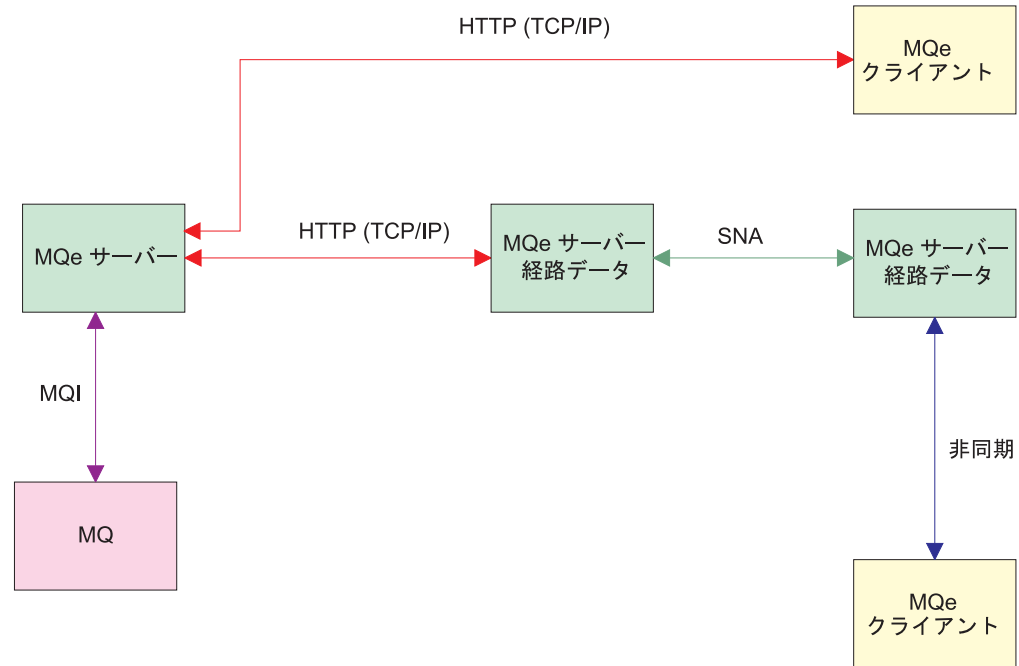 HTTP (TCP/IP)
MQe
クライアント
MQe サーバー
HTTP (TCP/IP)
MQe サーバー
経路データ
SNA
MQe サーバー
経路データ
MQI
非同期
MQ
MQe
クライアント